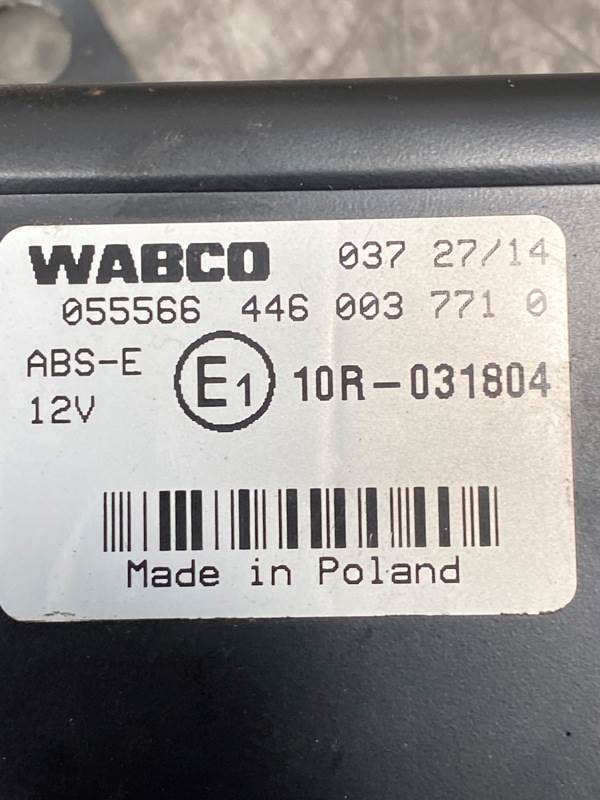 WABCO 037 27/14
055566 446 003 771 0
ABS-E E1 10R-031804
12V
Made in Poland